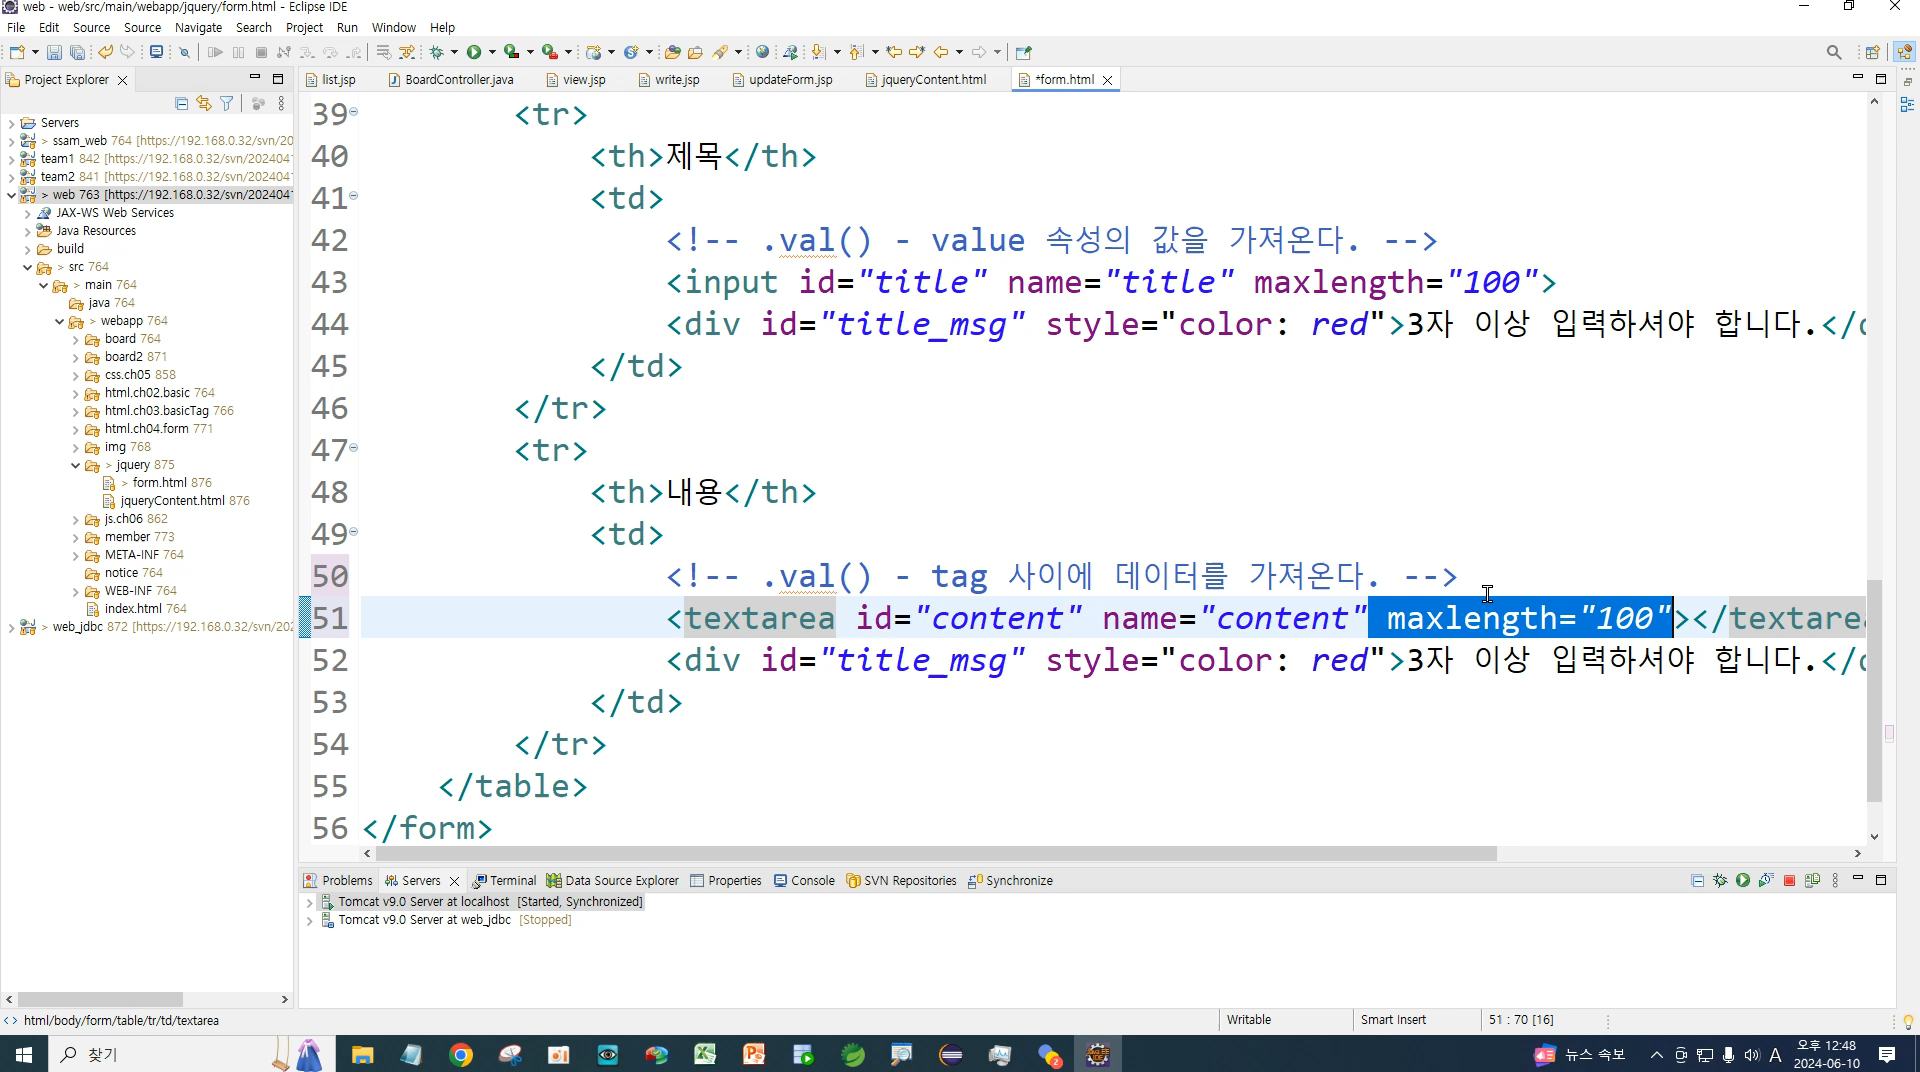 web - web/src/main/webapp/jquery/form.html - Eclipse IDE
File Edit Source Source Navigate Search Project Run Window Help
Project Explorer
list.jsp BoardController.java view.jsp write.jsp updateForm.jsp jqueryContent.html *form.html
Servers
> ssam_web 764 [https://192.168.0.32/svn/20
team1 842 [https://192.168.0.32/svn/202404
team2 841 [https://192.168.0.32/svn/202404
> web 763 [https://192.168.0.32/svn/202404
JAX-WS Web Services
Java Resources
build
> src 764
> main 764
java 764
> webapp 764
board 764
board2 871
css.ch05 858
html.ch02.basic 764
html.ch03.basicTag 766
html.ch04.form 771
img 768
> jquery 875
> form.html 876
jqueryContent.html 876
js.ch06 862
member 773
META-INF 764
notice 764
WEB-INF 764
index.html 764
web_jdbc 872 [https://192.168.0.32/svn/202
39 <tr>
40 <th>제목</th>
41 <td>
42 <!-- .val() - value 속성의 값을 가져온다. -->
43 <input id="title" name="title" maxlength="100">
44 <div id="title_msg" style="color: red">3자 이상 입력하셔야 합니다.</d
45 </td>
46 </tr>
47 <tr>
48 <th>내용</th>
49 <td>
50 <!-- .val() - tag 사이에 데이터를 가져온다. -->
51 <textarea id="content" name="content" maxlength="100"></textarea
52 <div id="title_msg" style="color: red">3자 이상 입력하셔야 합니다.</d
53 </td>
54 </tr>
55 </table>
56 </form>
Problems Servers Terminal Data Source Explorer Properties Console SVN Repositories Synchronize
Tomcat v9.0 Server at localhost [Started, Synchronized]
Tomcat v9.0 Server at web_jdbc [Stopped]
html/body/form/table/tr/td/textarea
Writable Smart Insert 51 : 70 [16]
찾기
뉴스 속보 A 오후 12:48
2024-06-10